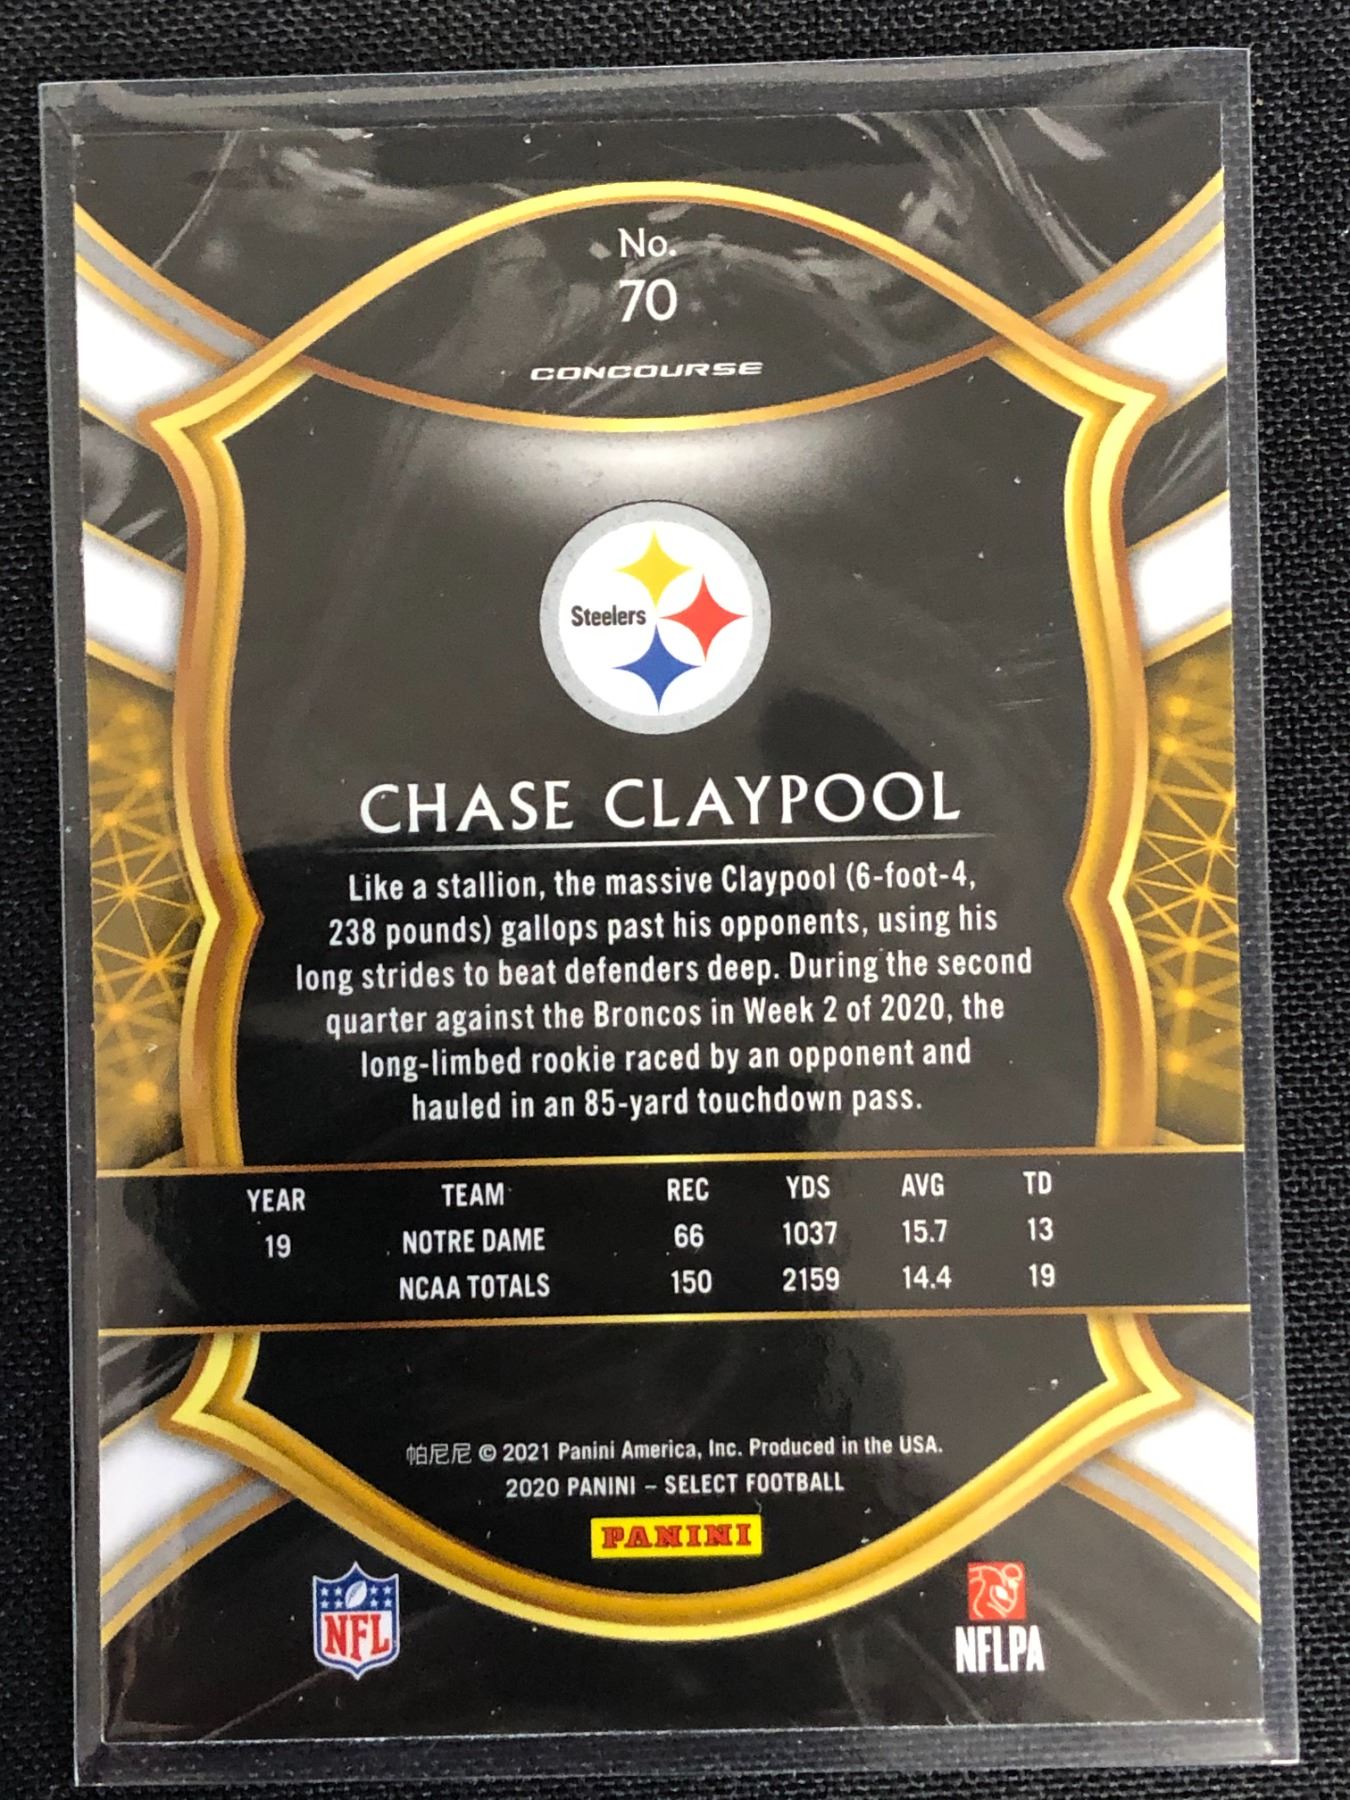 No.
70
CONCOURSE
Steelers
CHASE CLAYPOOL
Like a stallion, the massive Claypool (6-foot-4,
238 pounds) gallops past his opponents, using his
long strides to beat defenders deep. During the second
quarter against the Broncos in Week 2 of 2020, the
long-limbed rookie raced by an opponent and
hauled in an 85-yard touchdown pass.
YEAR TEAM REC YDS AVG TD
19 NOTRE DAME 66 1037 15.7 13
NCAA TOTALS 150 2159 14.4 19
帕尼尼 © 2021 Panini America, Inc. Produced in the USA.
2020 PANINI – SELECT FOOTBALL
PANINI
NFL
NFLPA